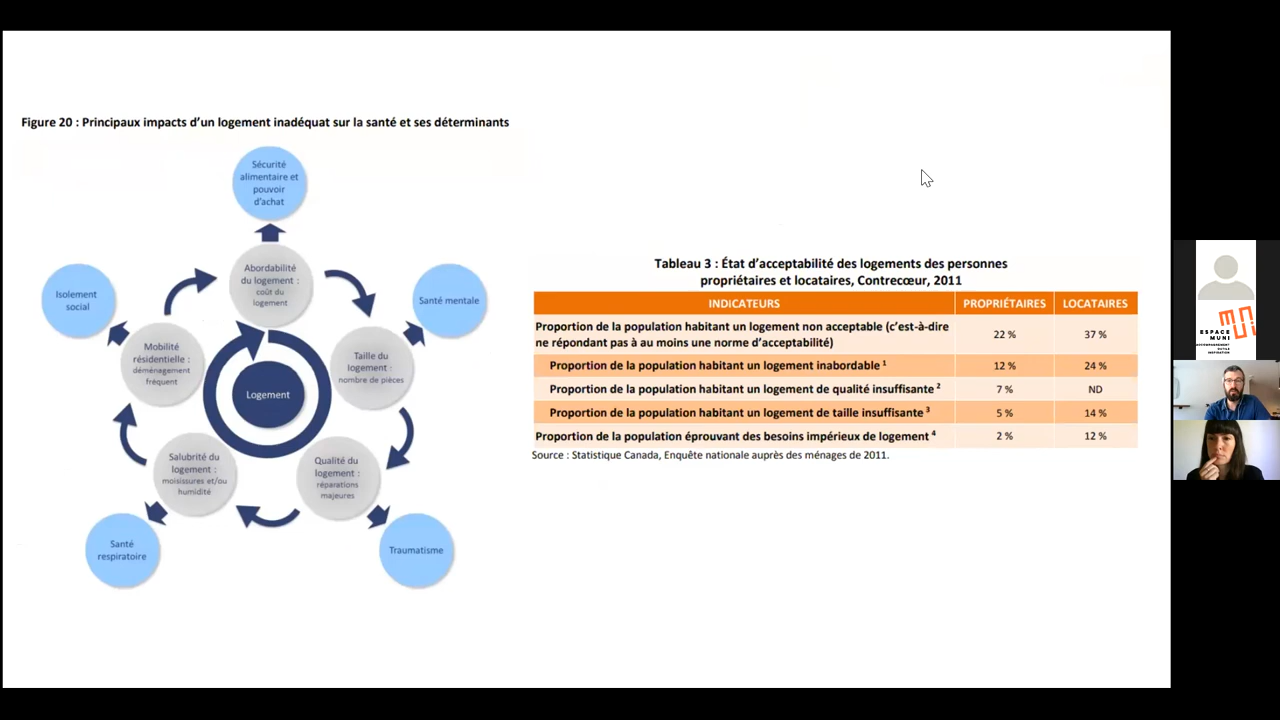 Figure 20 : Principaux impacts d'un logement inadéquat sur la santé et ses déterminants
Sécurité
alimentaire et
pouvoir
d'achat
Abordabilité
du logement :
coût du
logement
Isolement
social
Santé mentale
Mobilité
résidentielle :
déménagement
fréquent
Taille du
logement :
nombre de pièces
Logement
Salubrité du
logement :
moisissures et/ou
humidité
Qualité du
logement :
réparations
majeures
Santé
respiratoire
Traumatisme
Tableau 3 : État d'acceptabilité des logements des personnes
propriétaires et locataires, Contrecœur, 2011
INDICATEURS PROPRIÉTAIRES LOCATAIRES
Proportion de la population habitant un logement non acceptable (c'est-à-dire
ne répondant pas à au moins une norme d'acceptabilité) 22 % 37 %
Proportion de la population habitant un logement inabordable 1 12 % 24 %
Proportion de la population habitant un logement de qualité insuffisante 2 7 % ND
Proportion de la population habitant un logement de taille insuffisante 3 5 % 14 %
Proportion de la population éprouvant des besoins impérieux de logement 4 2 % 12 %
Source : Statistique Canada, Enquête nationale auprès des ménages de 2011.
ESPACE
MUNI
ACCOMPAGNEMENT
OUTILS
INSPIRATION